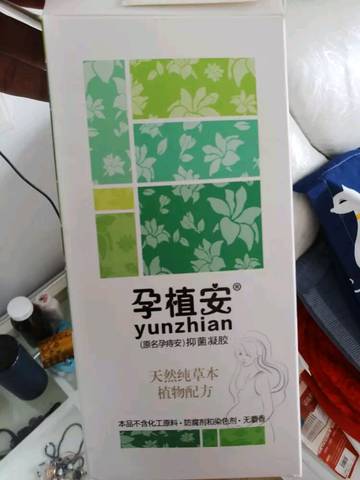 孕植安®
yunzhian
(原名孕痔安)抑菌凝胶
天然纯草本
植物配方
本品不含化工原料·防腐剂和染色剂·无麝香